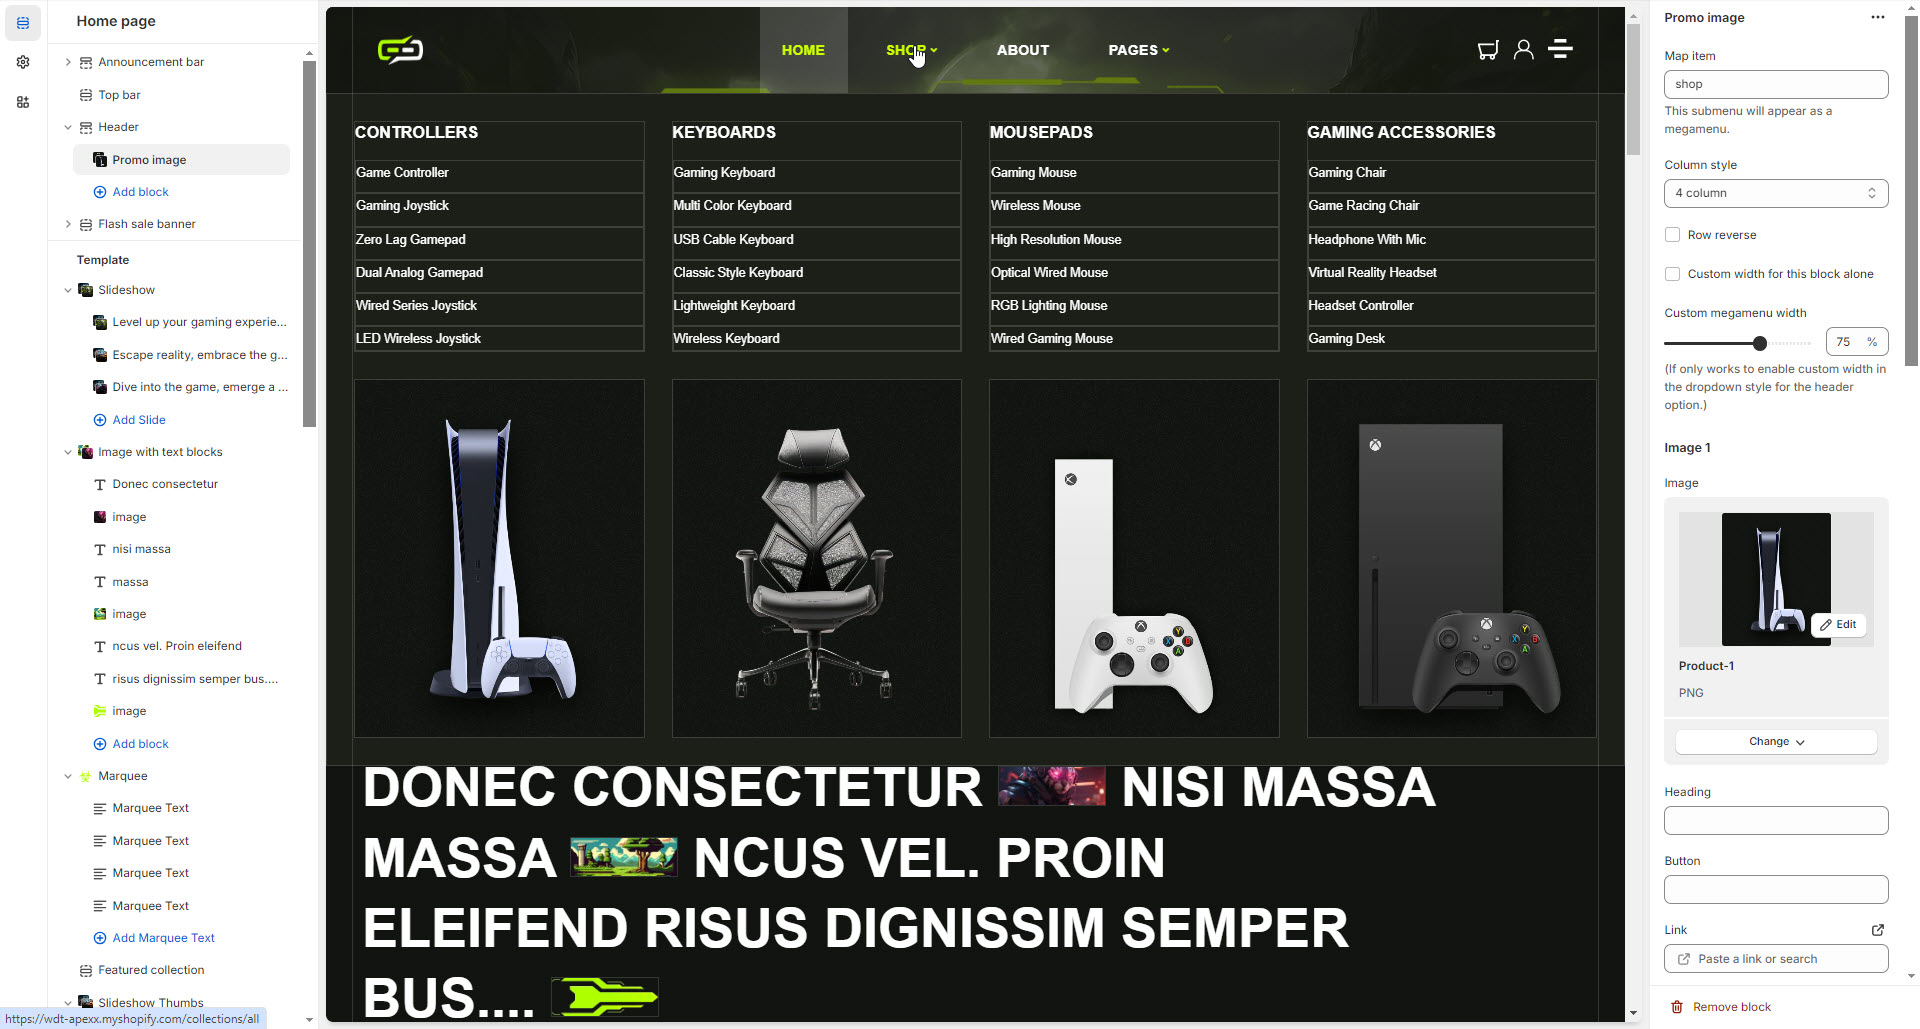 Home page
Announcement bar
Top bar
Header
Promo image
Add block
Flash sale banner
Template
Slideshow
Level up your gaming experie...
Escape reality, embrace the g...
Dive into the game, emerge a ...
Add Slide
Image with text blocks
Donec consectetur
image
nisi massa
massa
image
ncus vel. Proin eleifend
risus dignissim semper bus....
image
Add block
Marquee
Marquee Text
Marquee Text
Marquee Text
Marquee Text
Add Marquee Text
Featured collection
Slideshow Thumbs
https://wdt-apexx.myshopify.com/collections/all
HOME
SHOP
ABOUT
PAGES
CONTROLLERS
Game Controller
Gaming Joystick
Zero Lag Gamepad
Dual Analog Gamepad
Wired Series Joystick
LED Wireless Joystick
KEYBOARDS
Gaming Keyboard
Multi Color Keyboard
USB Cable Keyboard
Classic Style Keyboard
Lightweight Keyboard
Wireless Keyboard
MOUSEPADS
Gaming Mouse
Wireless Mouse
High Resolution Mouse
Optical Wired Mouse
RGB Lighting Mouse
Wired Gaming Mouse
GAMING ACCESSORIES
Gaming Chair
Game Racing Chair
Headphone With Mic
Virtual Reality Headset
Headset Controller
Gaming Desk
DONEC CONSECTETUR NISI MASSA
MASSA NCUS VEL. PROIN
ELEIFEND RISUS DIGNISSIM SEMPER
BUS....
Promo image
Map item
shop
This submenu will appear as a
megamenu.
Column style
4 column
Row reverse
Custom width for this block alone
Custom megamenu width
75 %
(If only works to enable custom width in
the dropdown style for the header
option.)
Image 1
Image
Edit
Product-1
PNG
Change
Heading
Button
Link
Paste a link or search
Remove block